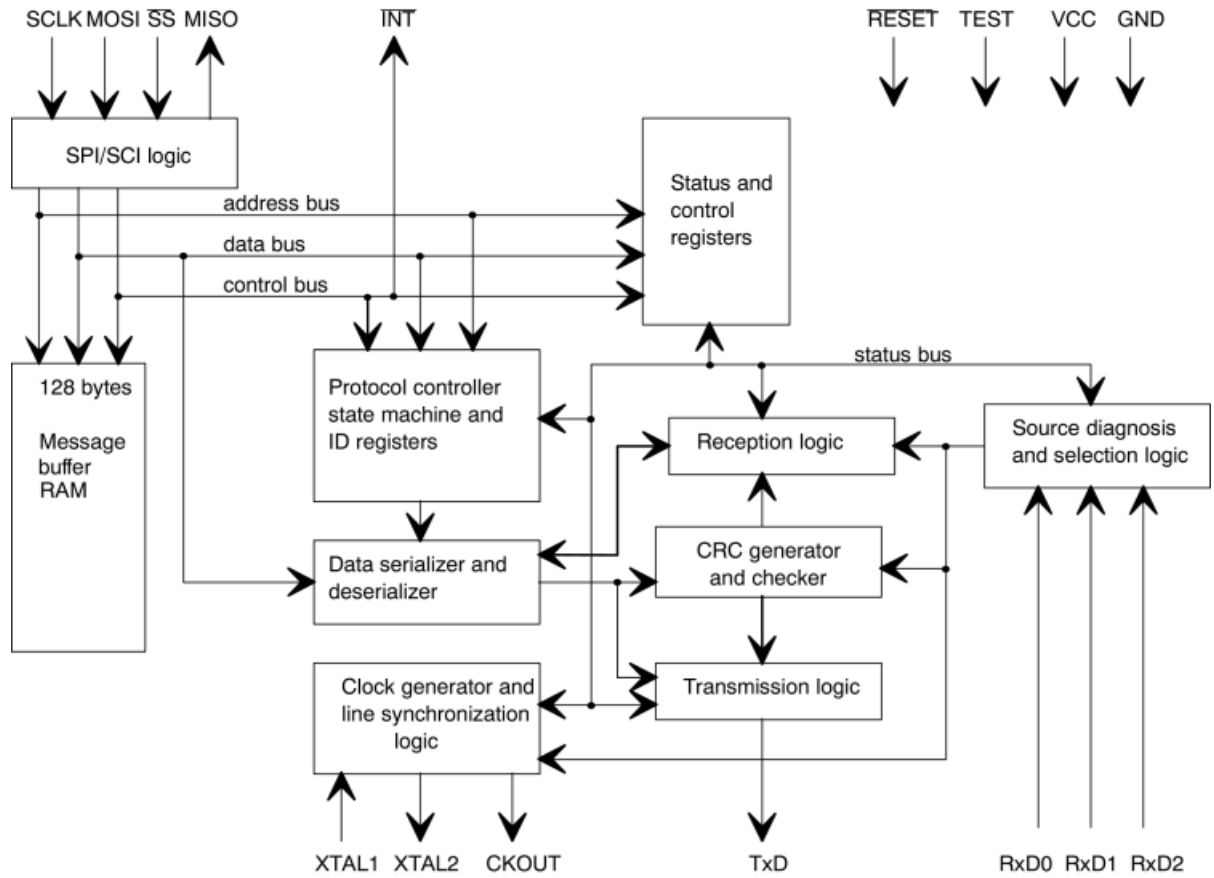 SCLK MOSI S̅S̅ MISO
I̅N̅T̅
R̅E̅S̅E̅T̅ TEST VCC GND
SPI/SCI logic
Status and
control
registers
address bus
data bus
control bus
128 bytes
Message
buffer
RAM
Protocol controller
state machine and
ID registers
status bus
Reception logic
Source diagnosis
and selection logic
Data serializer and
deserializer
CRC generator
and checker
Clock generator and
line synchronization
logic
Transmission logic
XTAL1 XTAL2 CKOUT TxD RxD0 RxD1 RxD2